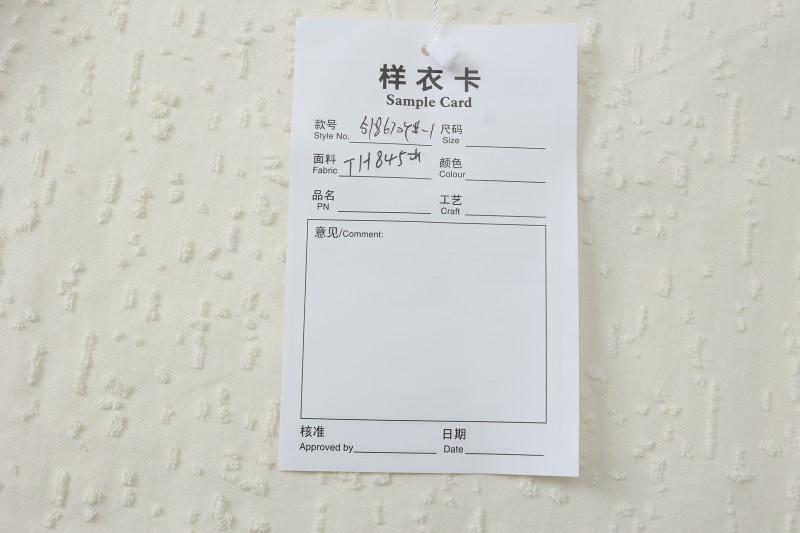 样衣卡
Sample Card
款号 尺码
Style No. Size
面料 TH845# 颜色
Fabric Colour
品名 工艺
PN Craft
意见/Comment:
核准 日期
Approved by Date